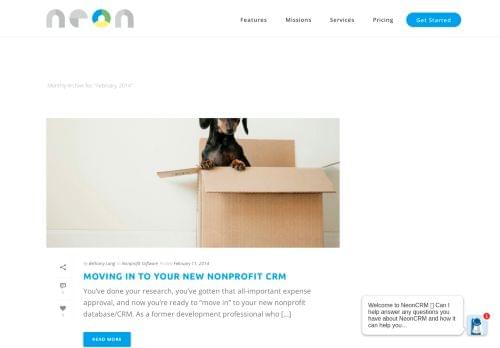 neon
Features
Missions
Services
Pricing
Get Started
Monthly Archive for: "February, 2014"
By Bethany Lang In Nonprofit Software Posted February 11, 2014
MOVING IN TO YOUR NEW NONPROFIT CRM
You've done your research, you've gotten that all-important expense
approval, and now you're ready to "move in" to your new nonprofit
database/CRM. As a former development professional who [...]
READ MORE
Welcome to NeonCRM ▯ Can I
help answer any questions you
have about NeonCRM and how it
can help you...
1